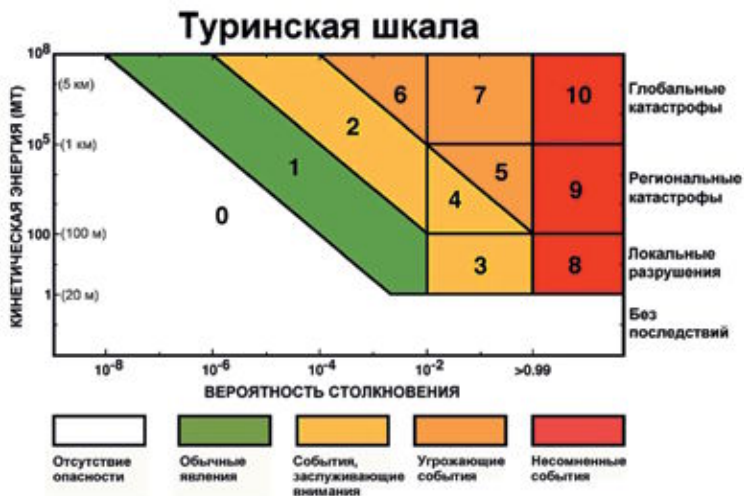 Туринская шкала
КИНЕТИЧЕСКАЯ ЭНЕРГИЯ (МТ)
10⁸
(5 км)
10⁵
(1 км)
100
(100 м)
1
(20 м)
0
1
2
3
4
5
6
7
8
9
10
Глобальные
катастрофы
Региональные
катастрофы
Локальные
разрушения
Без
последствий
10⁻⁸
10⁻⁶
10⁻⁴
10⁻²
>0.99
ВЕРОЯТНОСТЬ СТОЛКНОВЕНИЯ
Отсутствие
опасности
Обычные
явления
События,
заслуживающие
внимания
Угрожающие
события
Несомненные
события